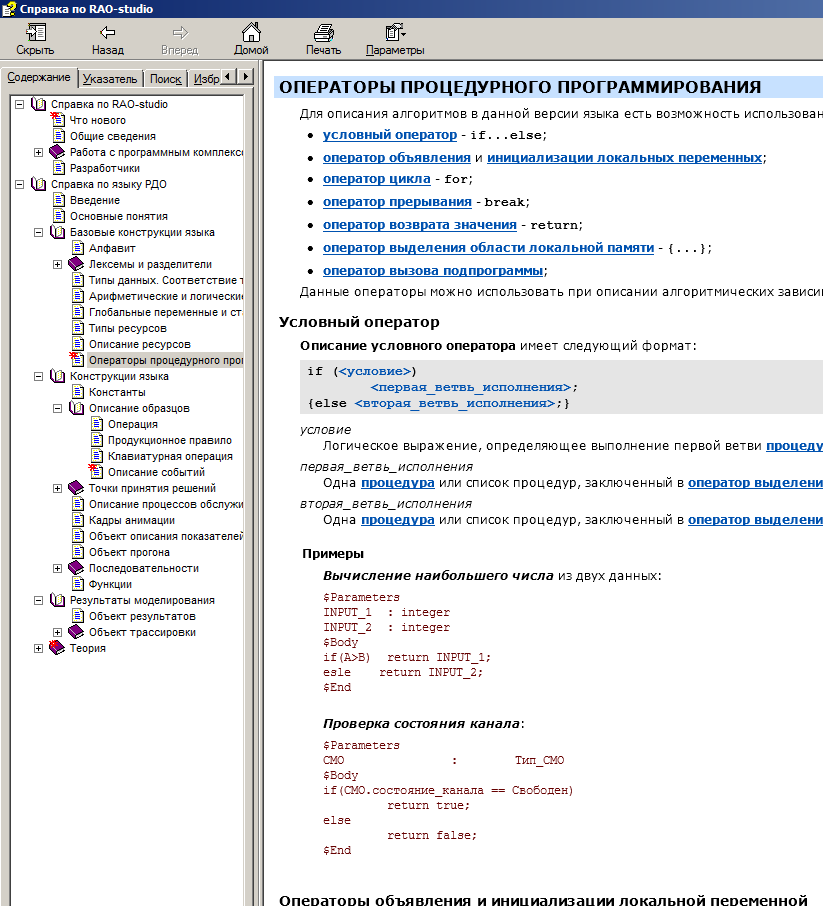 Справка по RAO-studio
Скрыть Назад Вперед Домой Печать Параметры
Содержание Указатель Поиск Избр
Справка по RAO-studio
Что нового
Общие сведения
Работа с программным комплексс
Разработчики
Справка по языку РДО
Введение
Основные понятия
Базовые конструкции языка
Алфавит
Лексемы и разделители
Типы данных. Соответствие т
Арифметические и логически
Глобальные переменные и ст
Типы ресурсов
Описание ресурсов
Операторы процедурного про
Конструкции языка
Константы
Описание образцов
Операция
Продукционное правило
Клавиатурная операция
Описание событий
Точки принятия решений
Описание процессов обслужи
Кадры анимации
Объект описания показателей
Объект прогона
Последовательности
Функции
Результаты моделирования
Объект результатов
Объект трассировки
Теория
ОПЕРАТОРЫ ПРОЦЕДУРНОГО ПРОГРАММИРОВАНИЯ
Для описания алгоритмов в данной версии языка есть возможность использован
• условный оператор - if...else;
• оператор объявления и инициализации локальных переменных;
• оператор цикла - for;
• оператор прерывания - break;
• оператор возврата значения - return;
• оператор выделения области локальной памяти - {...};
• оператор вызова подпрограммы;
Данные операторы можно использовать при описании алгоритмических зависи
Условный оператор
Описание условного оператора имеет следующий формат:
if (<условие>)
<первая_ветвь_исполнения>;
{else <вторая_ветвь_исполнения>;}
условие
Логическое выражение, определяющее выполнение первой ветви процеду
первая_ветвь_исполнения
Одна процедура или список процедур, заключенный в оператор выделени
вторая_ветвь_исполнения
Одна процедура или список процедур, заключенный в оператор выделени
Примеры
Вычисление наибольшего числа из двух данных:
$Parameters
INPUT_1 : integer
INPUT_2 : integer
$Body
if(A>B) return INPUT_1;
esle return INPUT_2;
$End
Проверка состояния канала:
$Parameters
СМО : Тип_СМО
$Body
if(СМО.состояние_канала == Свободен)
return true;
else
return false;
$End
Операторы объявления и инициализации локальной переменной